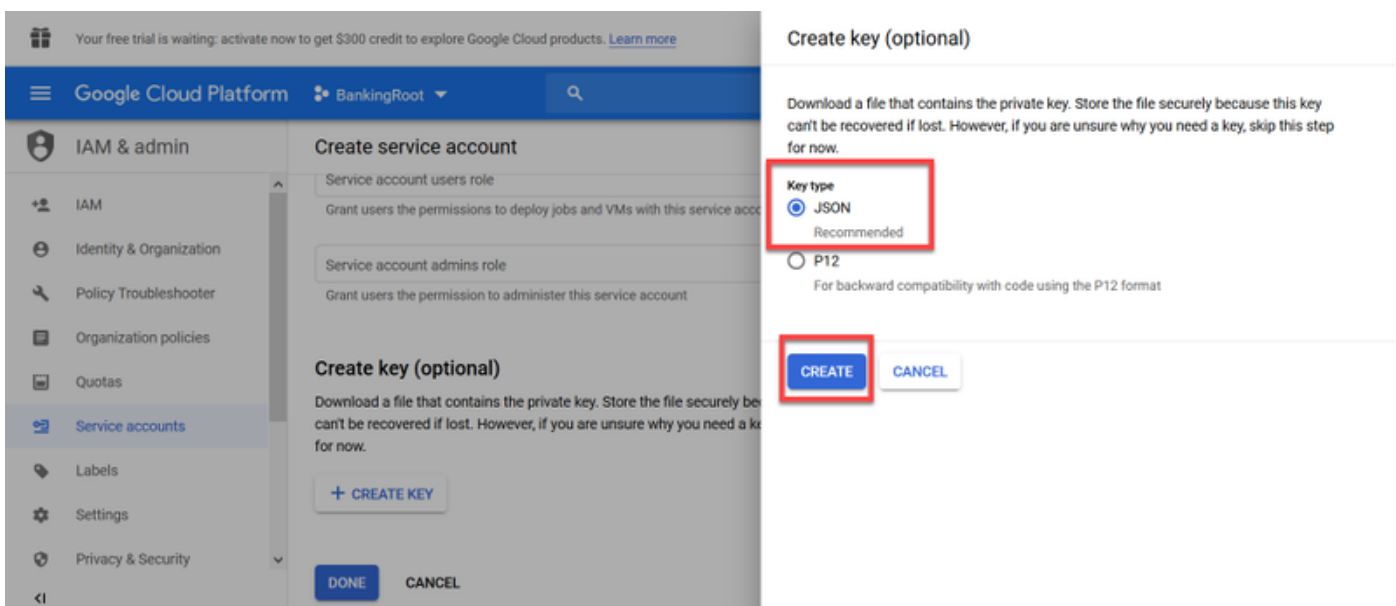 Your free trial is waiting: activate now to get $300 credit to explore Google Cloud products. Learn more
Google Cloud Platform
BankingRoot
IAM & admin
IAM
Identity & Organization
Policy Troubleshooter
Organization policies
Quotas
Service accounts
Labels
Settings
Privacy & Security
Create service account
Service account users role
Grant users the permissions to deploy jobs and VMs with this service acc
Service account admins role
Grant users the permission to administer this service account
Create key (optional)
Download a file that contains the private key. Store the file securely be
can't be recovered if lost. However, if you are unsure why you need a k
for now.
+ CREATE KEY
DONE
CANCEL
Create key (optional)
Download a file that contains the private key. Store the file securely because this key
can't be recovered if lost. However, if you are unsure why you need a key, skip this step
for now.
Key type
JSON
Recommended
P12
For backward compatibility with code using the P12 format
CREATE
CANCEL